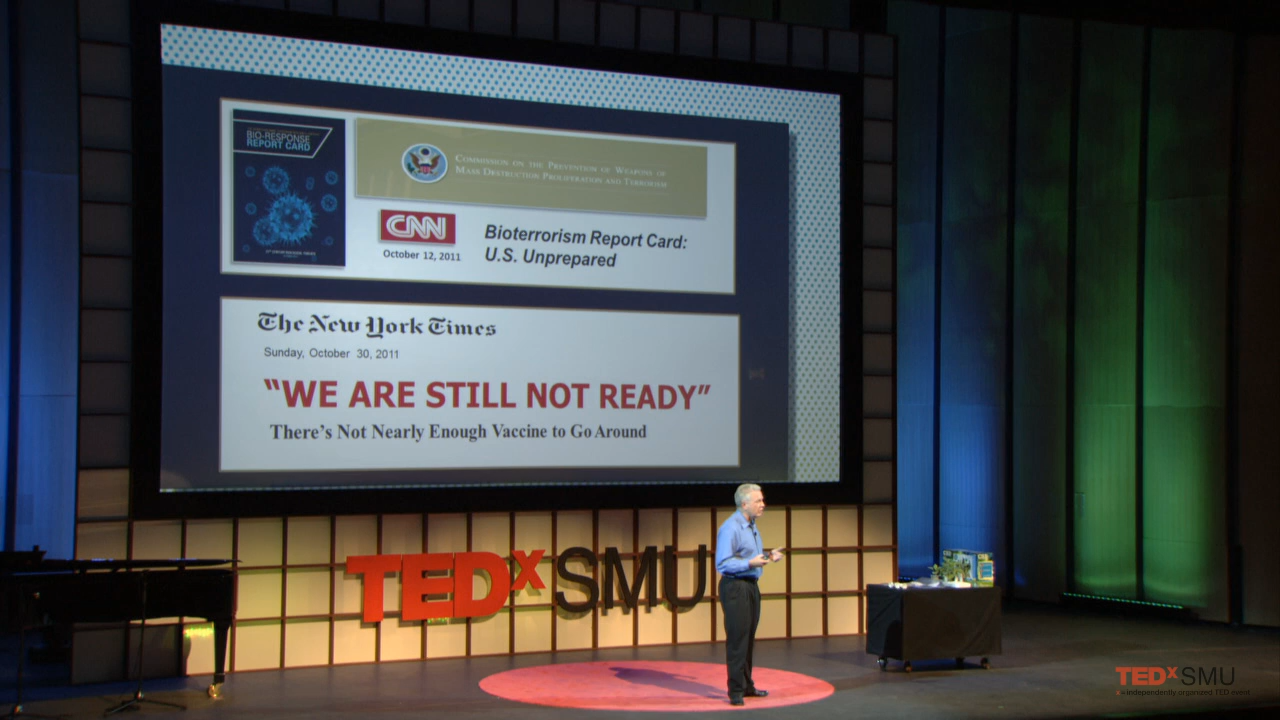 BIO-RESPONSE
REPORT CARD
COMMISSION ON THE PREVENTION OF WEAPONS OF
MASS DESTRUCTION PROLIFERATION AND TERRORISM
CNN
October 12, 2011
Bioterrorism Report Card:
U.S. Unprepared
The New York Times
Sunday, October 30, 2011
“WE ARE STILL NOT READY”
There’s Not Nearly Enough Vaccine to Go Around
TEDx SMU
TEDx SMU
x = independently organized TED event